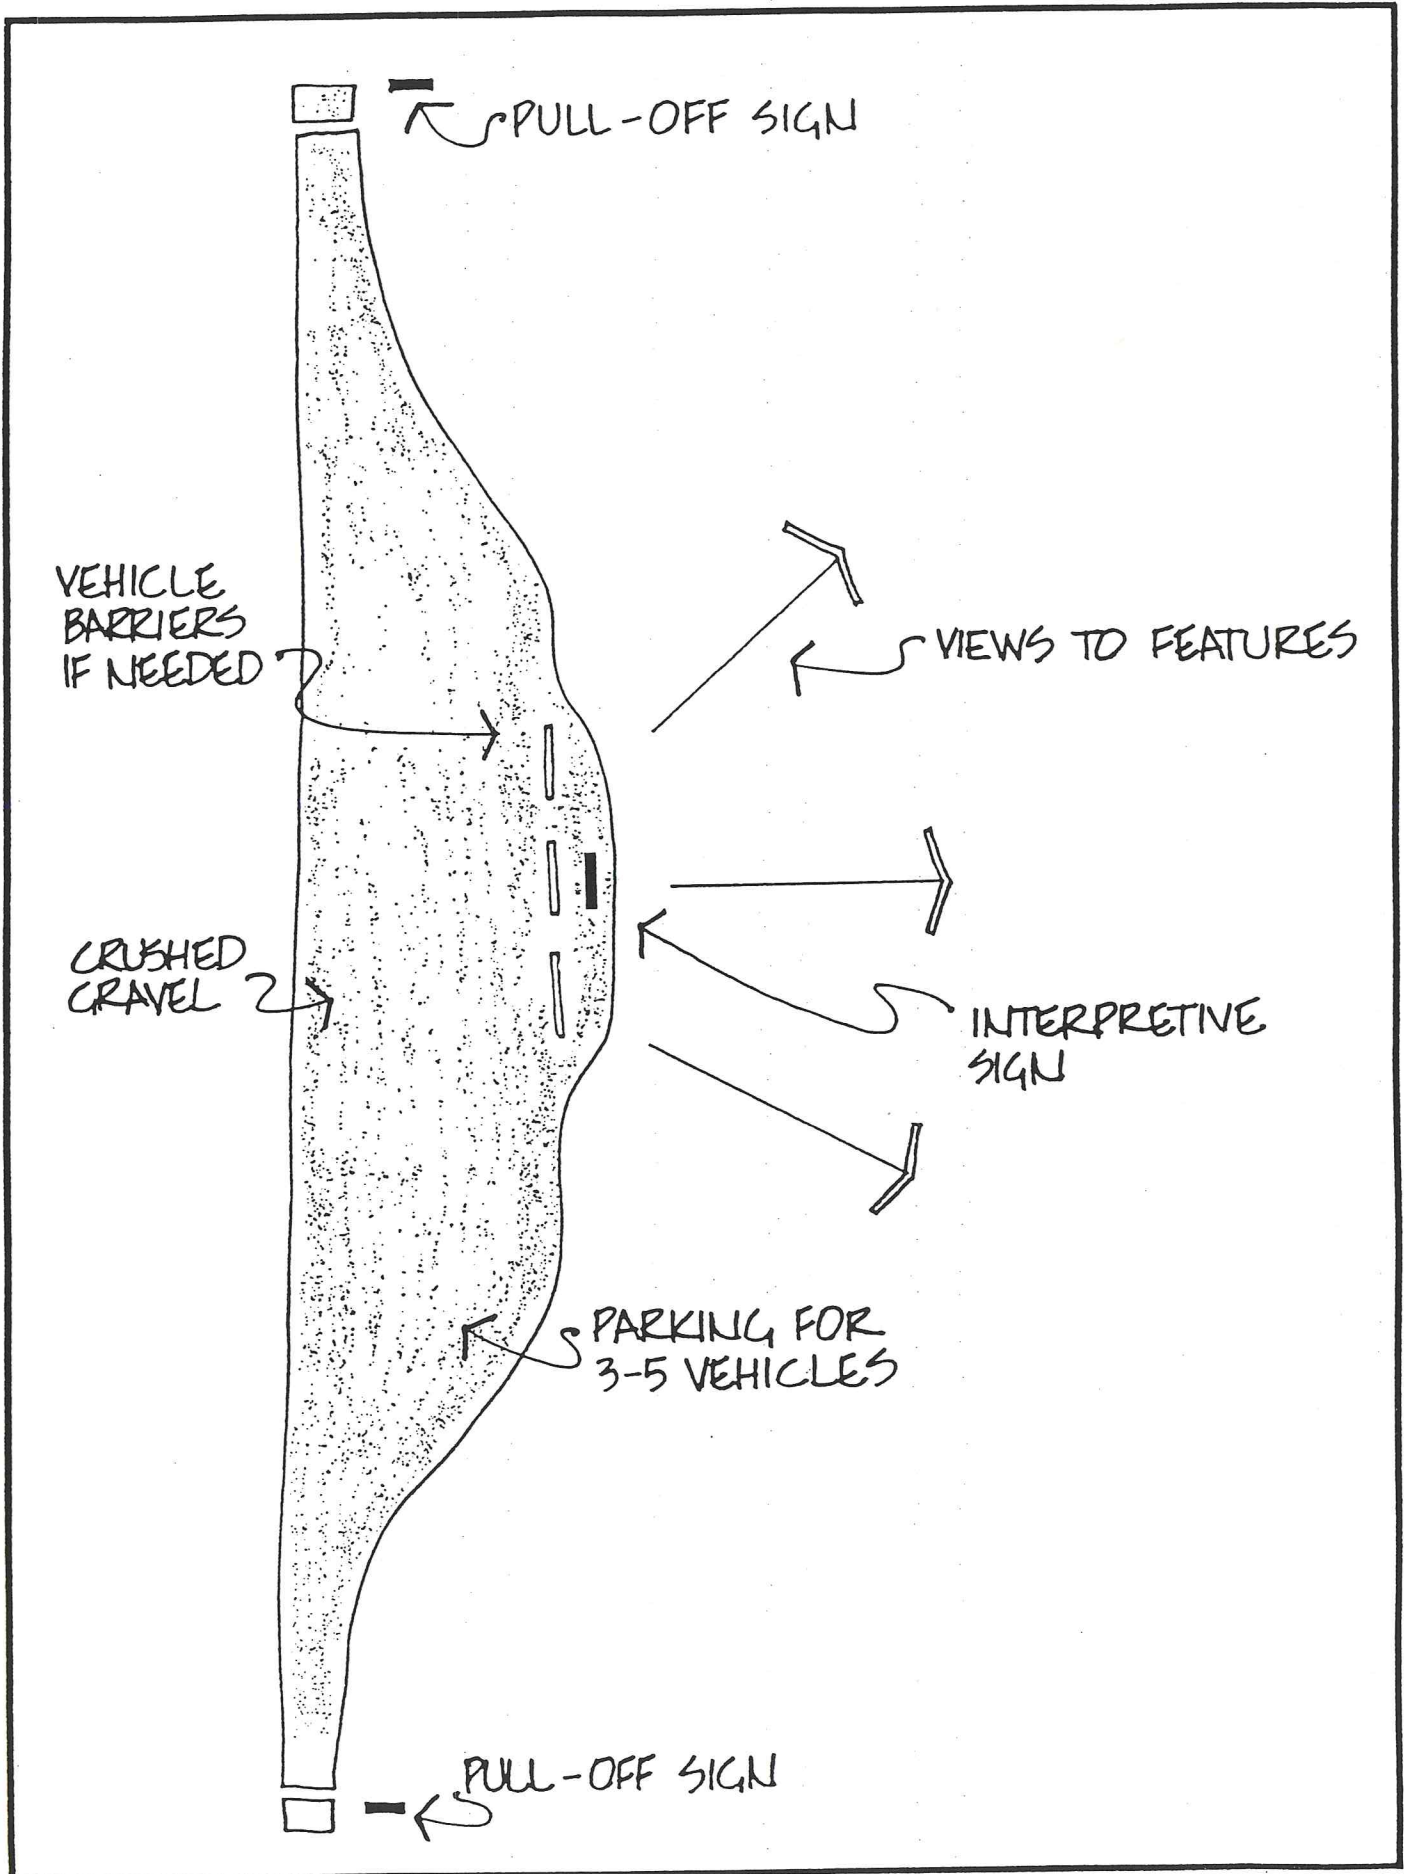 PULL-OFF SIGN
VEHICLE
BARRIERS
IF NEEDED
VIEWS TO FEATURES
CRUSHED
GRAVEL
INTERPRETIVE
SIGN
PARKING FOR
3-5 VEHICLES
PULL-OFF SIGN